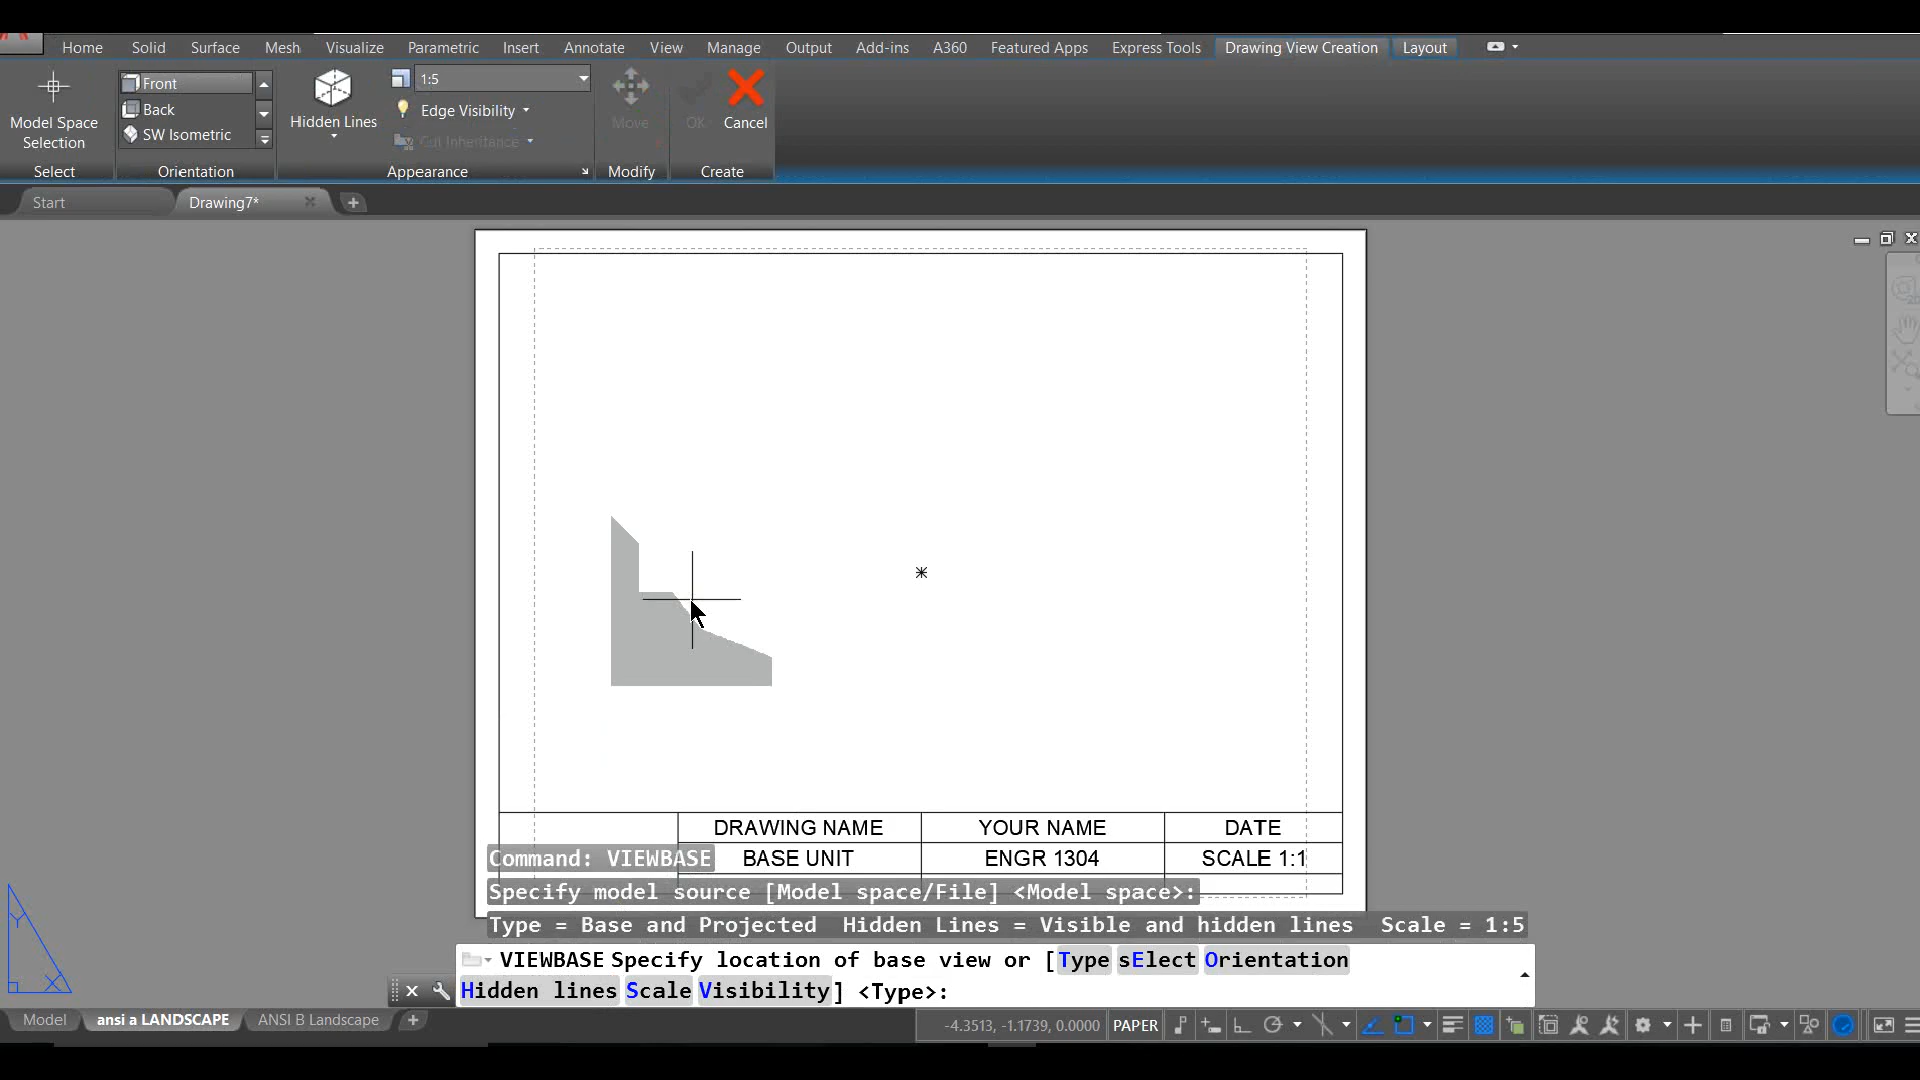 Home Solid Surface Mesh Visualize Parametric Insert Annotate View Manage Output Add-ins A360 Featured Apps Express Tools Drawing View Creation Layout
Model Space Selection
Select
Front
Back
SW Isometric
Orientation
Hidden Lines
1:5
Edge Visibility
Cut Inheritance
Appearance
Move
Modify
OK
Cancel
Create
Start Drawing7*
DRAWING NAME YOUR NAME DATE
BASE UNIT ENGR 1304 SCALE 1:1
Command: VIEWBASE
Specify model source [Model space/File] <Model space>:
Type = Base and Projected Hidden Lines = Visible and hidden lines Scale = 1:5
VIEWBASE Specify location of base view or [Type sElect Orientation
Hidden lines Scale Visibility] <Type>:
Y
X
Model ansi a LANDSCAPE ANSI B Landscape
-4.3513, -1.1739, 0.0000 PAPER